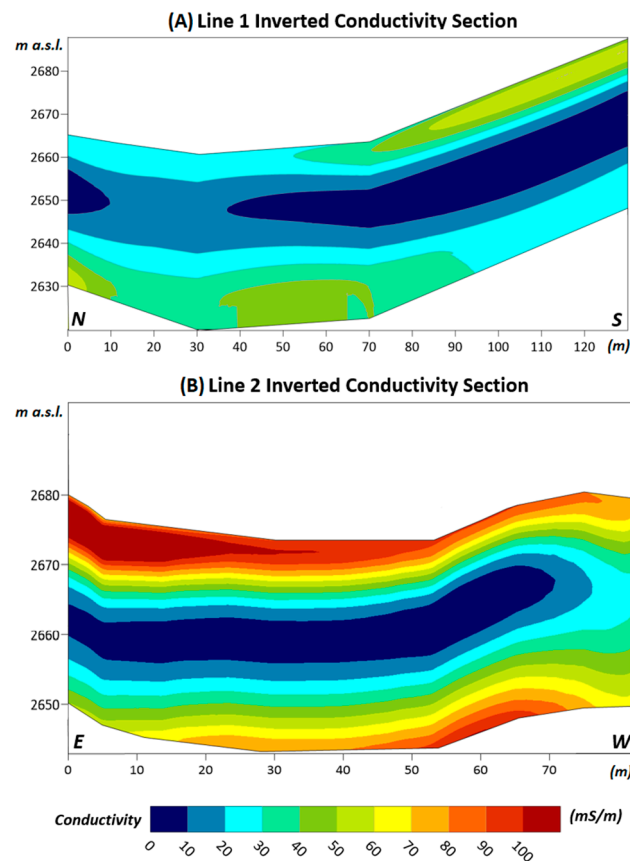 (A) Line 1 Inverted Conductivity Section
m a.s.l.
2680
2670
2660
2650
2640
2630
N
S
0 10 20 30 40 50 60 70 80 90 100 110 120 (m)
(B) Line 2 Inverted Conductivity Section
m a.s.l.
2680
2670
2660
2650
E
W
0 10 20 30 40 50 60 70 (m)
Conductivity
(mS/m)
0 10 20 30 40 50 60 70 80 90 100